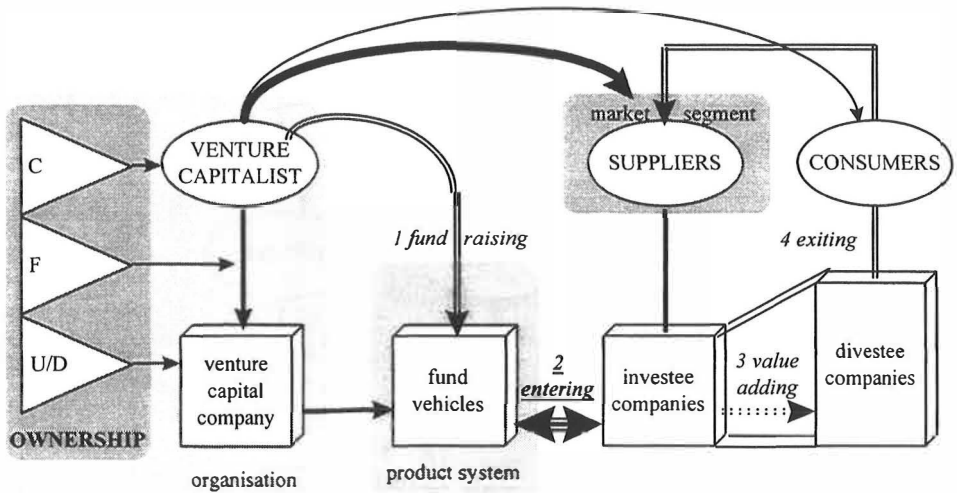 market segment
C
VENTURE
CAPITALIST
SUPPLIERS
CONSUMERS
1 fund raising
4 exiting
F
U/D
venture
capital
company
fund
vehicles
2
entering
investee
companies
3 value
adding
divestee
companies
OWNERSHIP
organisation
product system